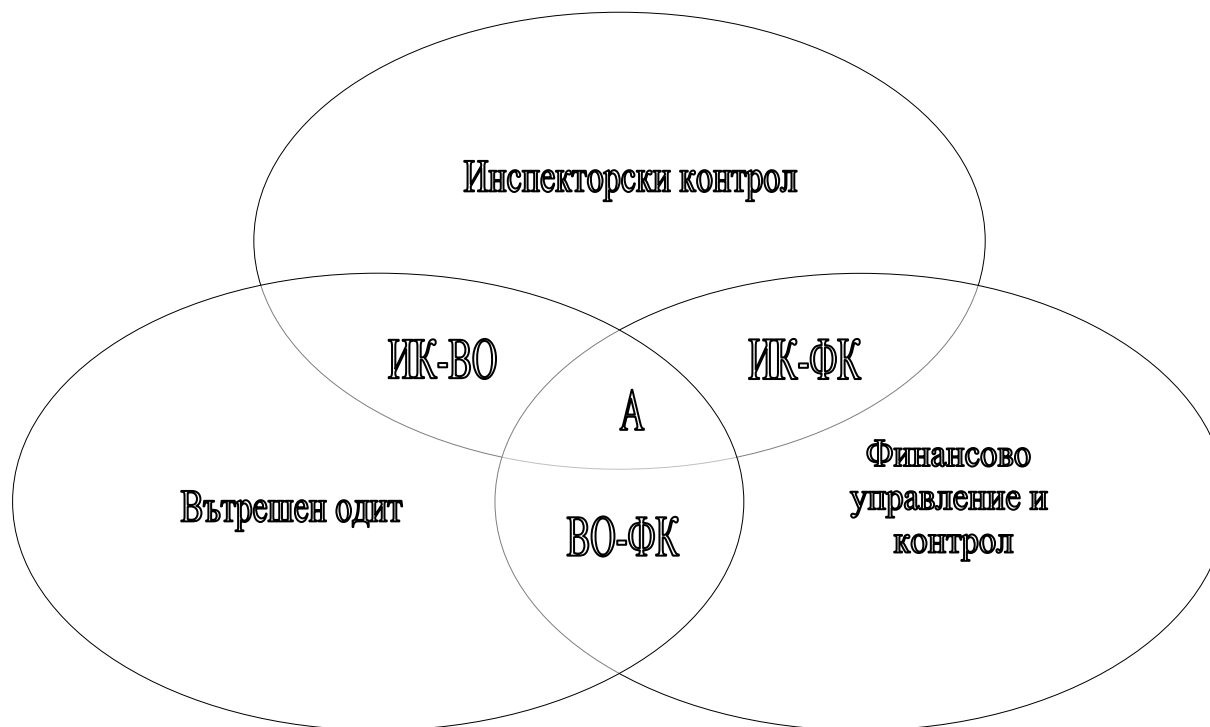 Инспекторски контрол
ИК-ВО
ИК-ФК
А
Финансово
управление и
контрол
Вътрешен одит
ВО-ФК